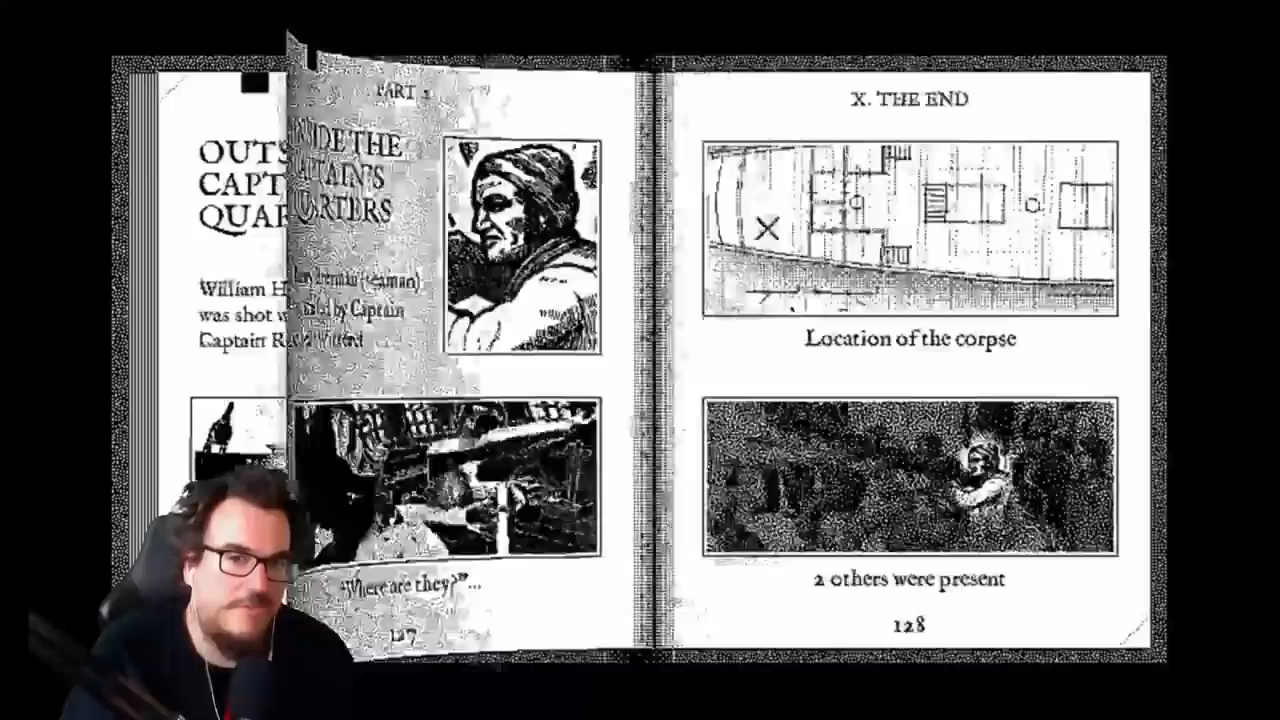 OUTS
CAPT
QUAR
William H
was shot w
Captain R
PART 2
INSIDE THE
CAPTAIN'S
QUARTERS
by Captain
"Where are they?"...
127
X. THE END
Location of the corpse
2 others were present
128